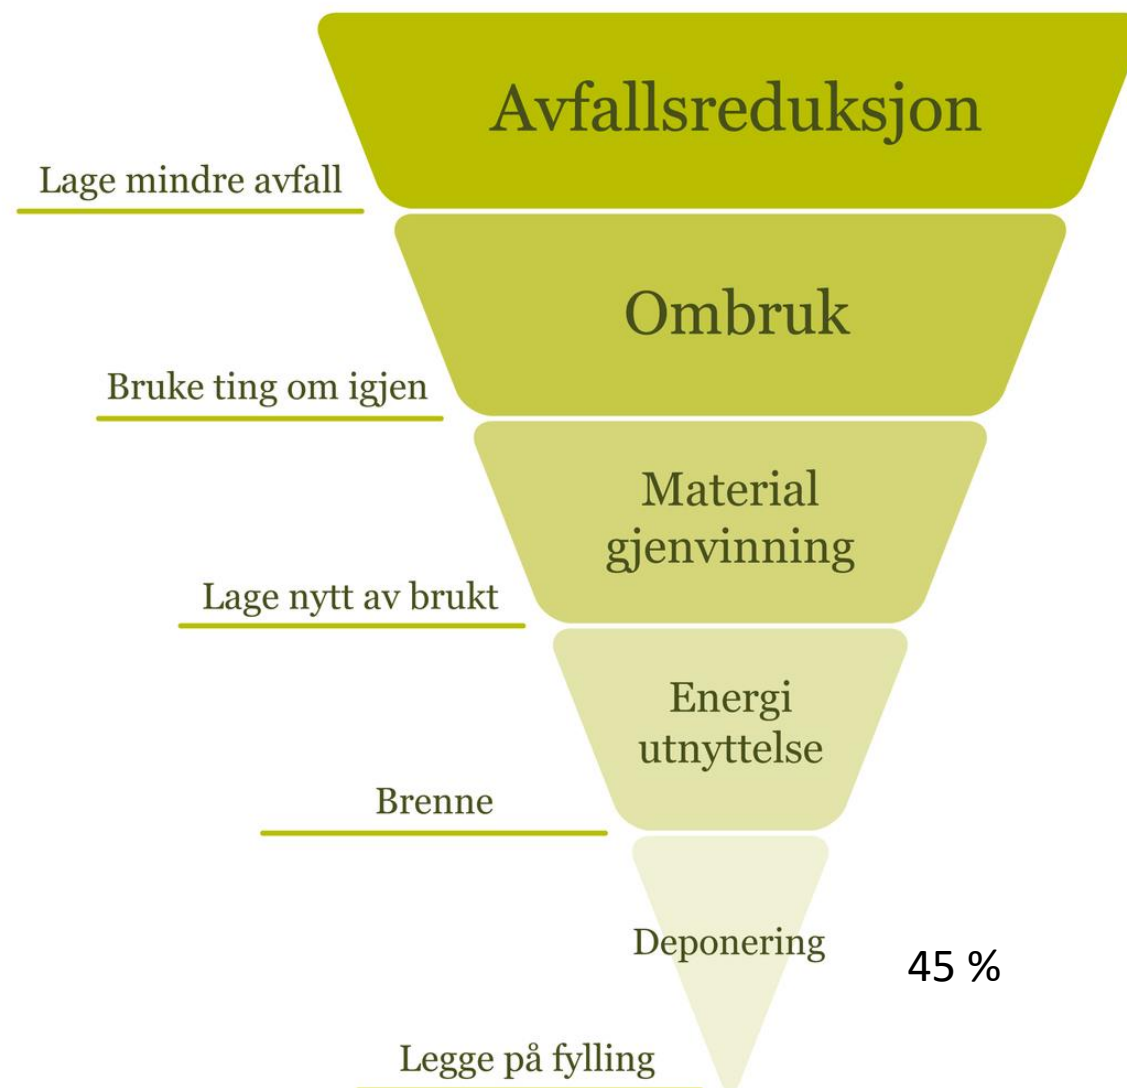 Avfallsreduksjon
Lage mindre avfall
Ombruk
Bruke ting om igjen
Material
gjenvinning
Lage nytt av brukt
Energi
utnyttelse
Brenne
Deponering
45 %
Legge på fylling